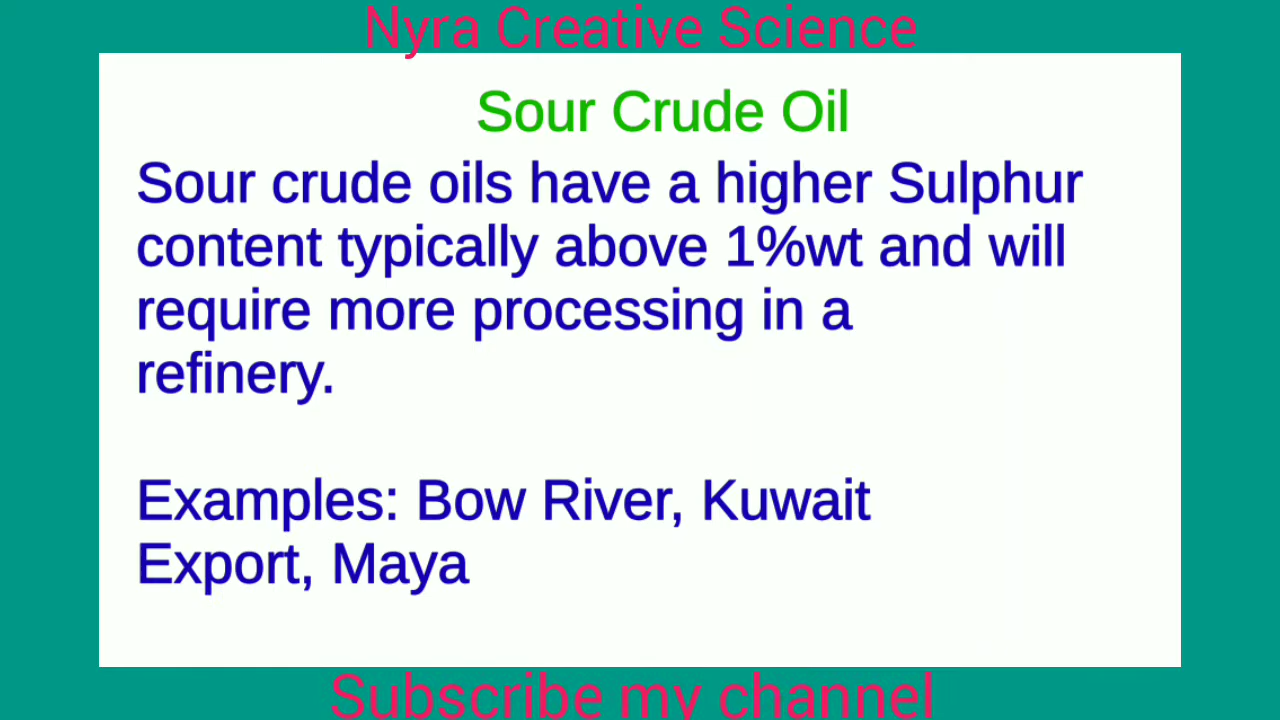 Nyra Creative Science
Sour Crude Oil
Sour crude oils have a higher Sulphur
content typically above 1%wt and will
require more processing in a
refinery.
Examples: Bow River, Kuwait
Export, Maya
Subscribe my channel